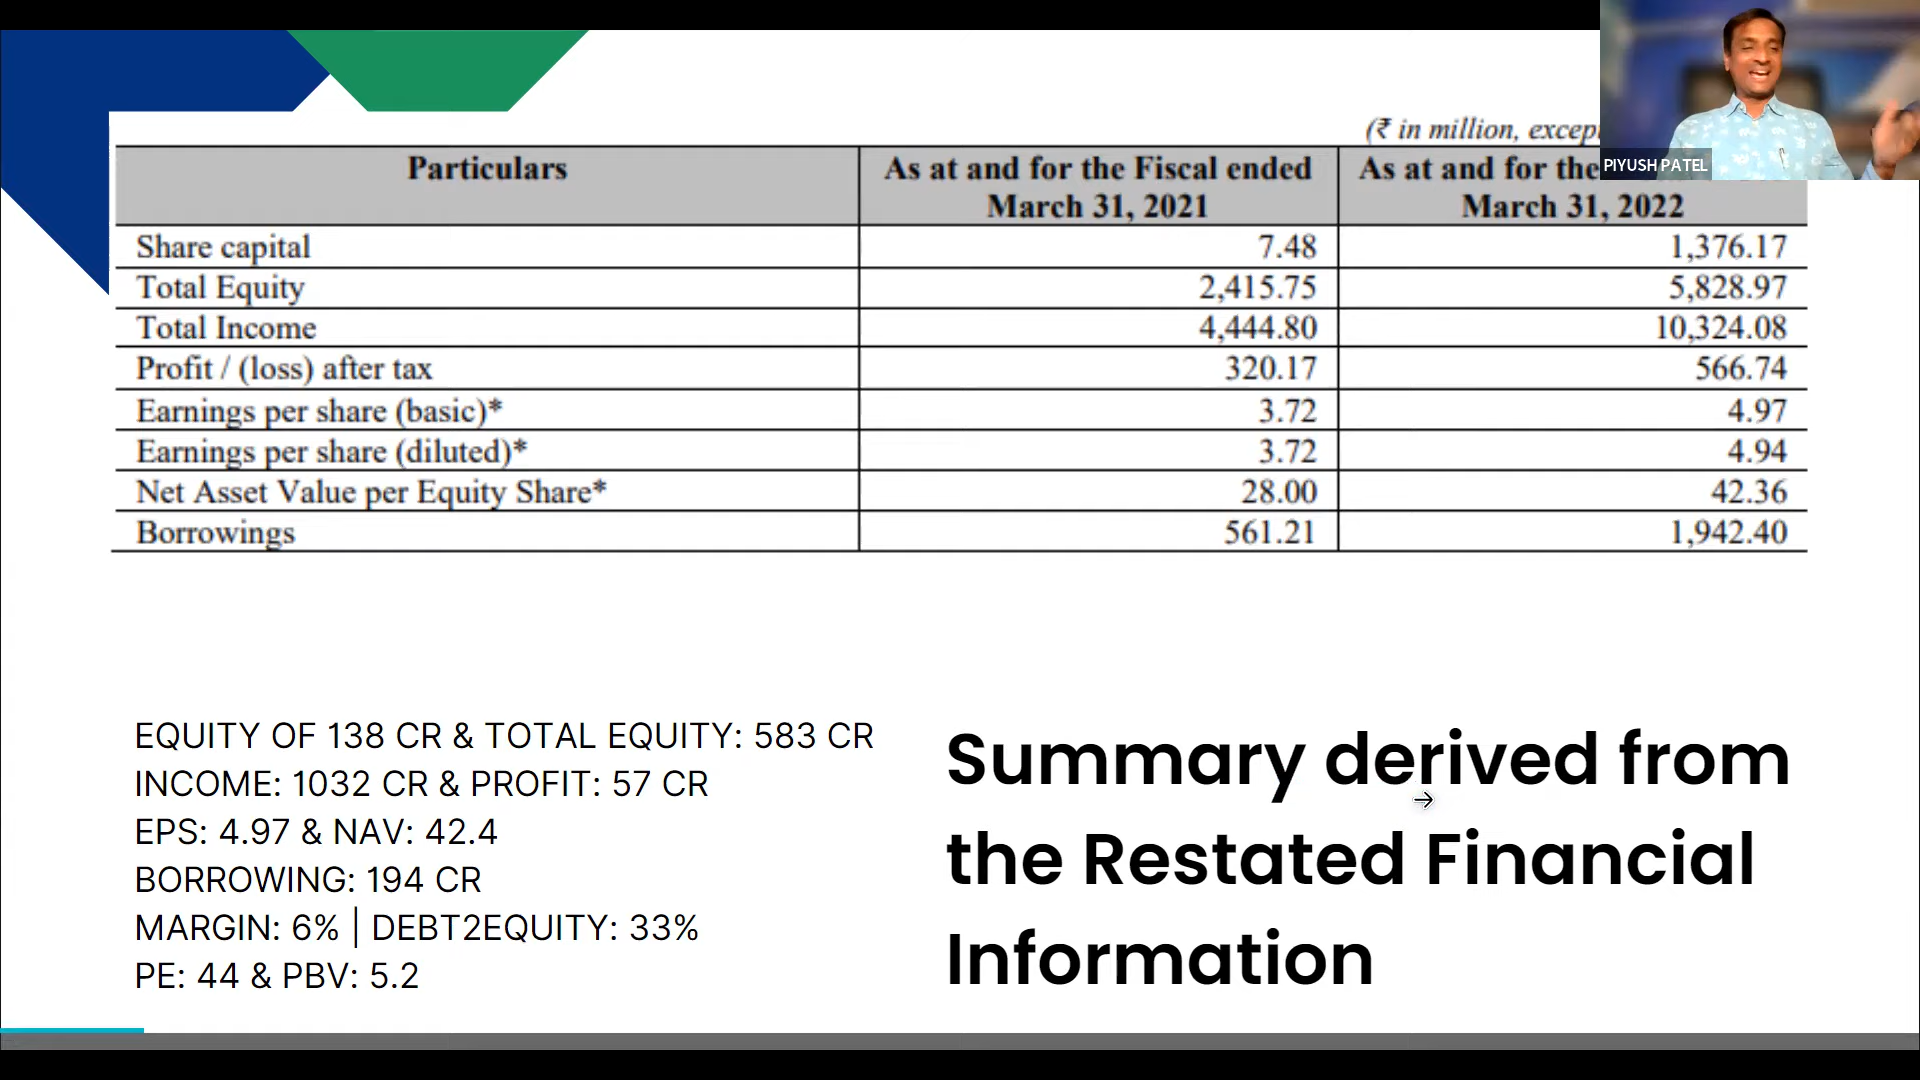 (₹ in million, except
Particulars As at and for the Fiscal ended As at and for the
March 31, 2021 March 31, 2022
Share capital 7.48 1,376.17
Total Equity 2,415.75 5,828.97
Total Income 4,444.80 10,324.08
Profit / (loss) after tax 320.17 566.74
Earnings per share (basic)* 3.72 4.97
Earnings per share (diluted)* 3.72 4.94
Net Asset Value per Equity Share* 28.00 42.36
Borrowings 561.21 1,942.40
PIYUSH PATEL
EQUITY OF 138 CR & TOTAL EQUITY: 583 CR
INCOME: 1032 CR & PROFIT: 57 CR
EPS: 4.97 & NAV: 42.4
BORROWING: 194 CR
MARGIN: 6% | DEBT2EQUITY: 33%
PE: 44 & PBV: 5.2
Summary derived from
the Restated Financial
Information